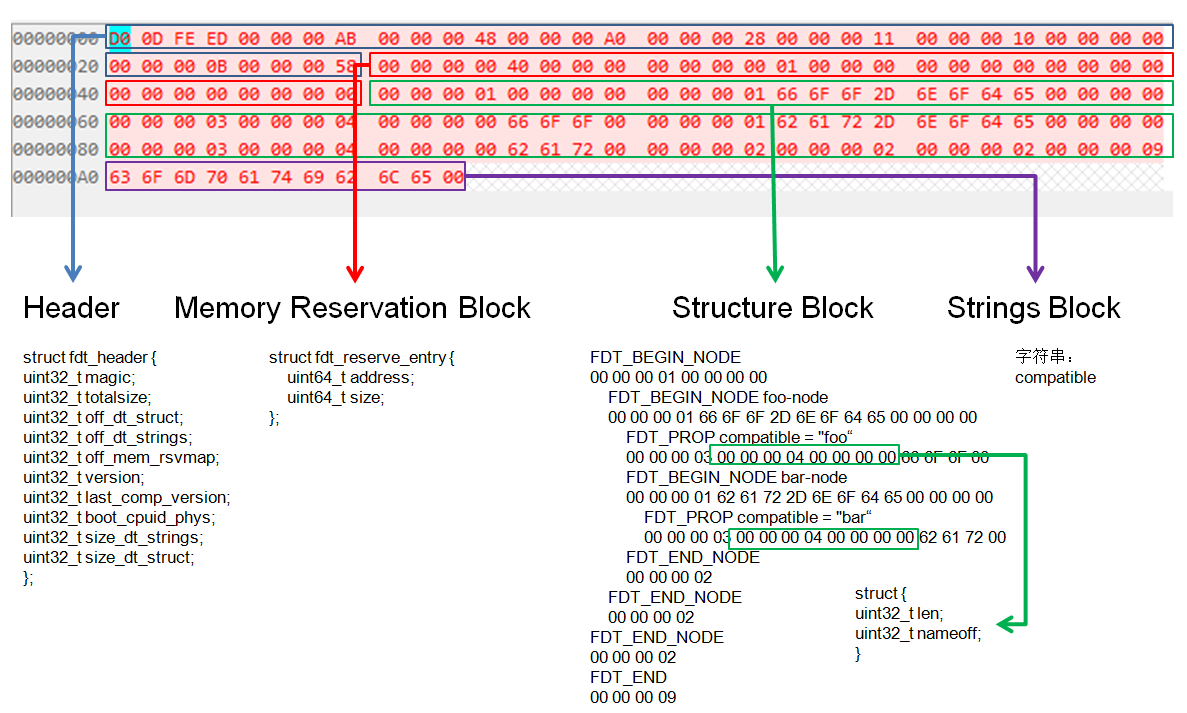 00000000 D0 0D FE ED 00 00 00 AB 00 00 00 48 00 00 00 A0 00 00 00 28 00 00 00 11 00 00 00 10 00 00 00 00
00000020 00 00 00 0B 00 00 00 58 00 00 00 00 40 00 00 00 00 00 00 00 01 00 00 00 00 00 00 00 00 00 00 00
00000040 00 00 00 00 00 00 00 00 00 00 00 01 00 00 00 00 00 00 00 01 66 6F 6F 2D 6E 6F 64 65 00 00 00 00
00000060 00 00 00 03 00 00 00 04 00 00 00 00 66 6F 6F 00 00 00 00 01 62 61 72 2D 6E 6F 64 65 00 00 00 00
00000080 00 00 00 03 00 00 00 04 00 00 00 00 62 61 72 00 00 00 00 02 00 00 00 02 00 00 00 02 00 00 00 09
000000A0 63 6F 6D 70 61 74 69 62 6C 65 00
Header
struct fdt_header {
uint32_t magic;
uint32_t totalsize;
uint32_t off_dt_struct;
uint32_t off_dt_strings;
uint32_t off_mem_rsvmap;
uint32_t version;
uint32_t last_comp_version;
uint32_t boot_cpuid_phys;
uint32_t size_dt_strings;
uint32_t size_dt_struct;
};
Memory Reservation Block
struct fdt_reserve_entry {
uint64_t address;
uint64_t size;
};
Structure Block
FDT_BEGIN_NODE
00 00 00 01 00 00 00 00
FDT_BEGIN_NODE foo-node
00 00 00 01 66 6F 6F 2D 6E 6F 64 65 00 00 00 00
FDT_PROP compatible = "foo“
00 00 00 03 00 00 00 04 00 00 00 00 66 6F 6F 00
FDT_BEGIN_NODE bar-node
00 00 00 01 62 61 72 2D 6E 6F 64 65 00 00 00 00
FDT_PROP compatible = "bar“
00 00 00 03 00 00 00 04 00 00 00 00 62 61 72 00
FDT_END_NODE
00 00 00 02
FDT_END_NODE
00 00 00 02
FDT_END_NODE
00 00 00 02
FDT_END
00 00 00 09
struct {
uint32_t len;
uint32_t nameoff;
}
Strings Block
字符串：
compatible